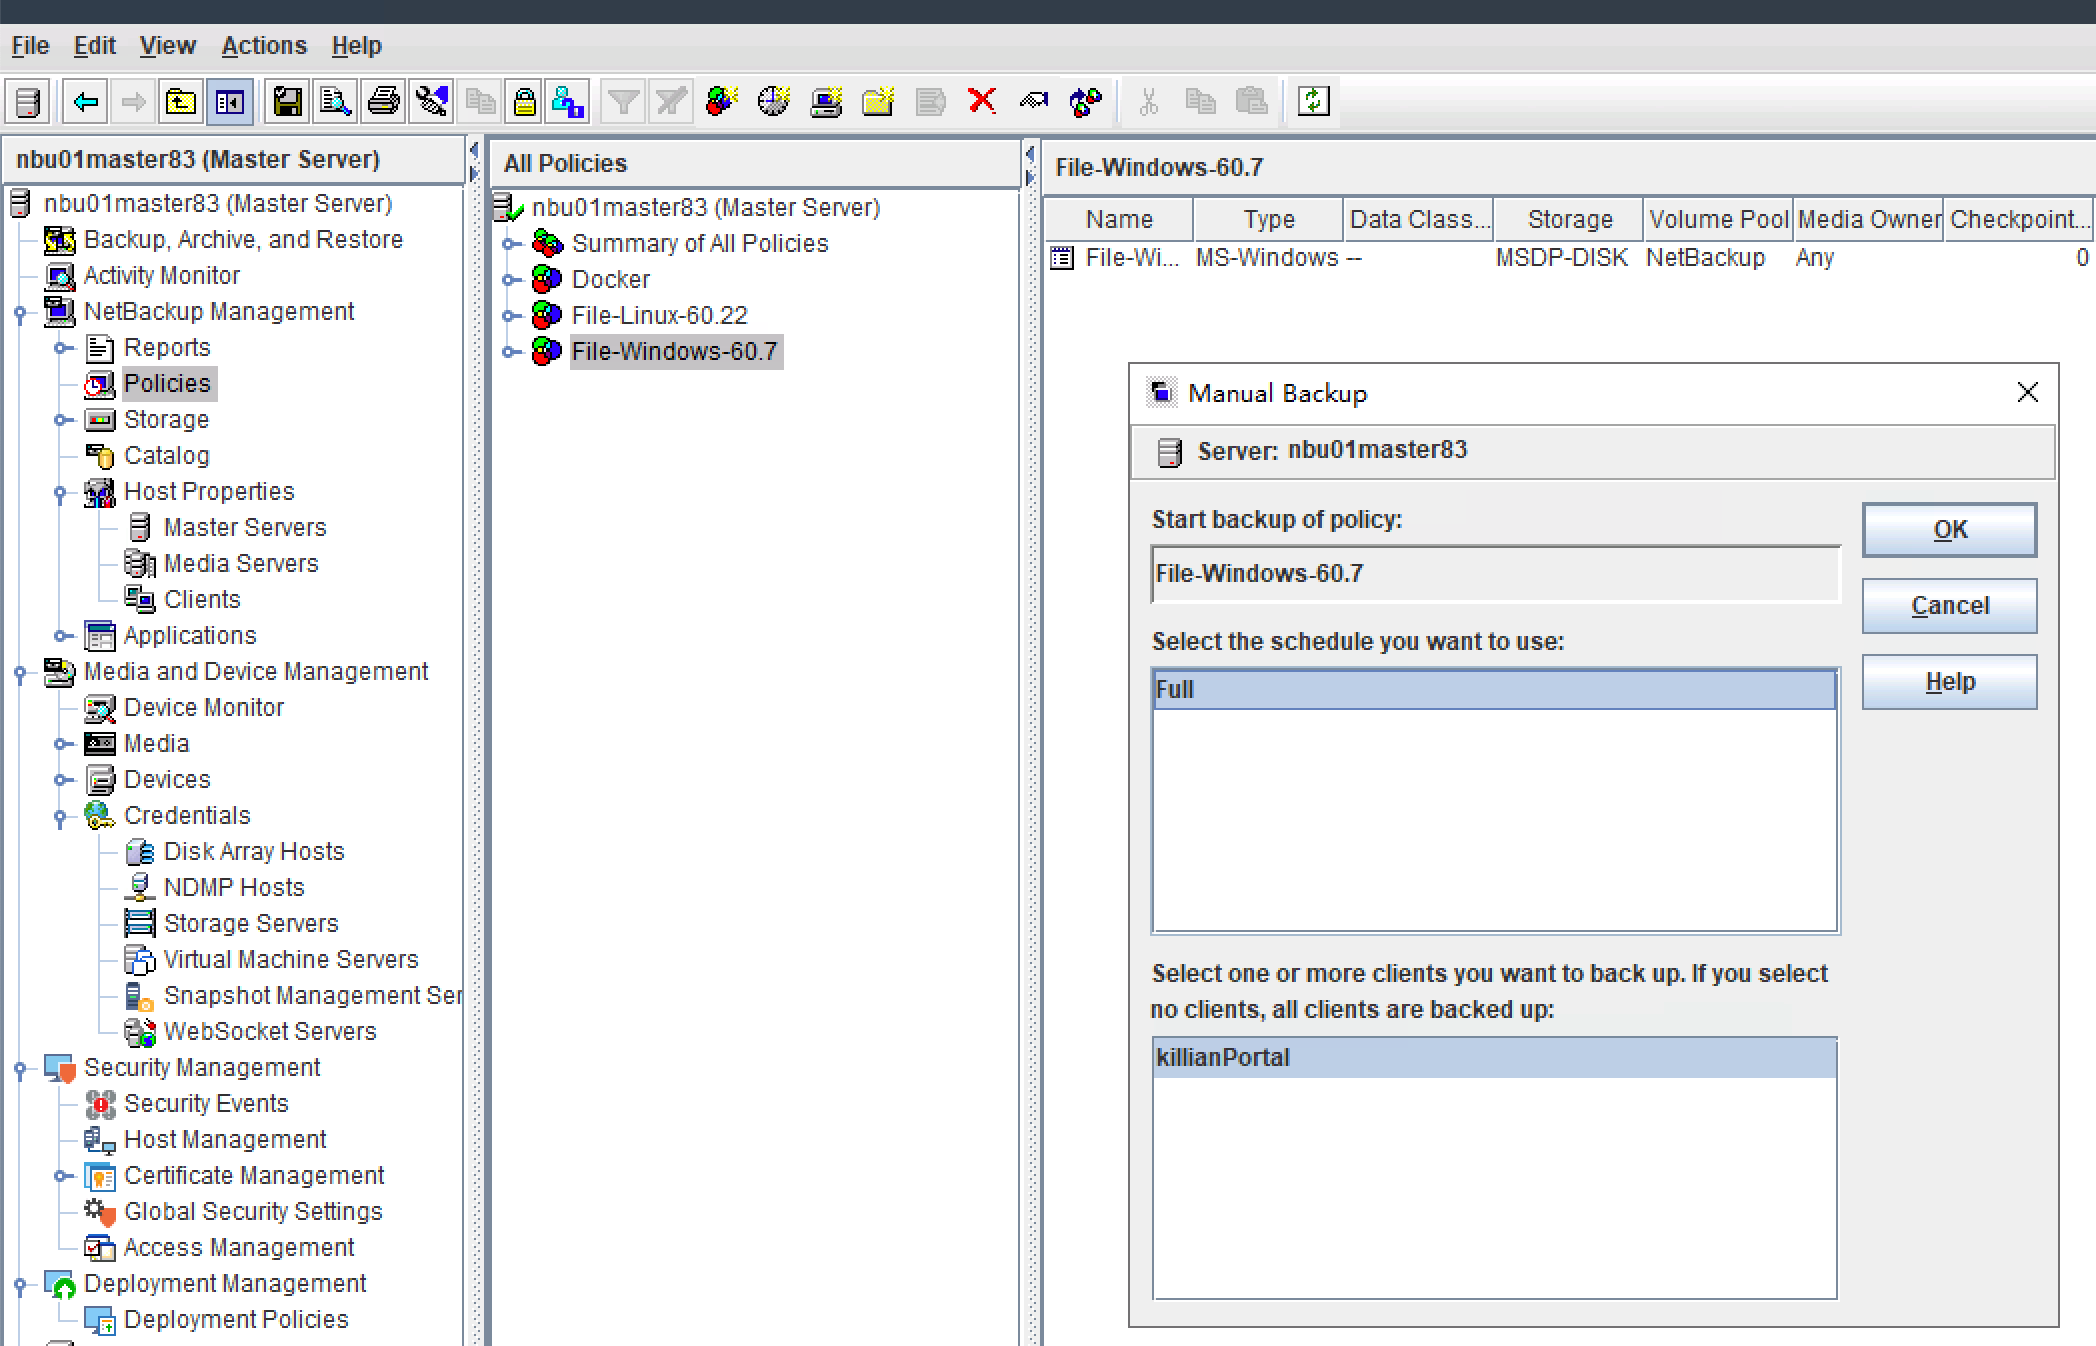 File Edit View Actions Help
nbu01master83 (Master Server)
nbu01master83 (Master Server)
Backup, Archive, and Restore
Activity Monitor
NetBackup Management
Reports
Policies
Storage
Catalog
Host Properties
Master Servers
Media Servers
Clients
Applications
Media and Device Management
Device Monitor
Media
Devices
Credentials
Disk Array Hosts
NDMP Hosts
Storage Servers
Virtual Machine Servers
Snapshot Management Ser
WebSocket Servers
Security Management
Security Events
Host Management
Certificate Management
Global Security Settings
Access Management
Deployment Management
Deployment Policies
All Policies
nbu01master83 (Master Server)
Summary of All Policies
Docker
File-Linux-60.22
File-Windows-60.7
File-Windows-60.7
Name Type Data Class... Storage Volume Pool Media Owner Checkpoint...
File-Wi... MS-Windows -- MSDP-DISK NetBackup Any 0
Manual Backup
Server: nbu01master83
Start backup of policy:
File-Windows-60.7
Select the schedule you want to use:
Full
Select one or more clients you want to back up. If you select
no clients, all clients are backed up:
killianPortal
OK
Cancel
Help